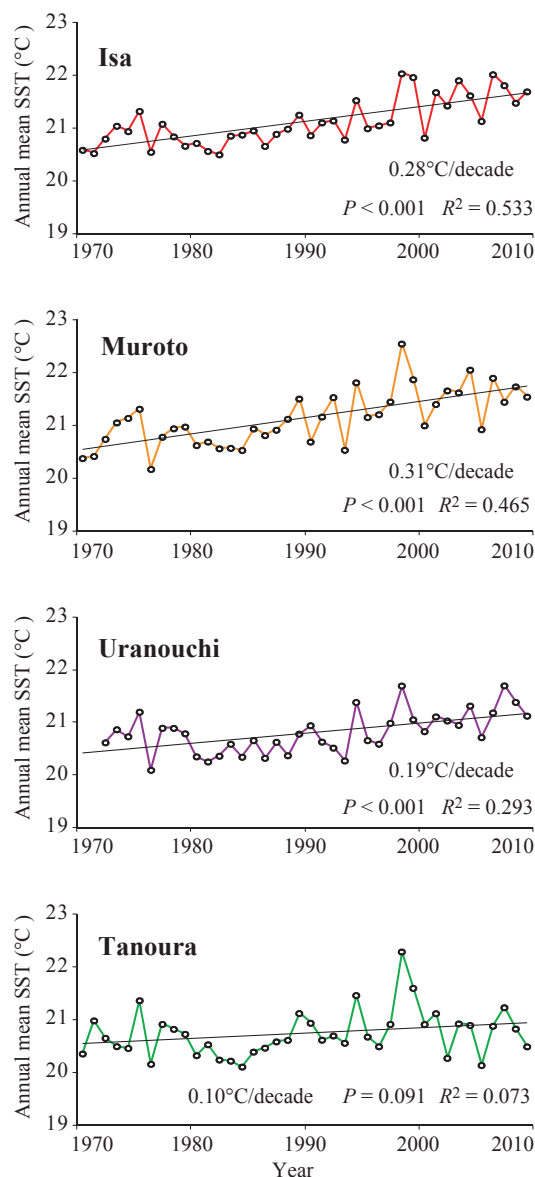 Annual mean SST (°C )
Isa
23
22
21
20
19
0.28°C/decade
P < 0.001 R2 = 0.533
1970 1980 1990 2000 2010
Annual mean SST (°C )
Muroto
23
22
21
20
19
0.31°C/decade
P < 0.001 R2 = 0.465
1970 1980 1990 2000 2010
Annual mean SST (°C )
Uranouchi
23
22
21
20
19
0.19°C/decade
P < 0.001 R2 = 0.293
1970 1980 1990 2000 2010
Annual mean SST (°C )
Tanoura
23
22
21
20
19
0.10°C/decade P = 0.091 R2 = 0.073
1970 1980 1990 2000 2010
Year